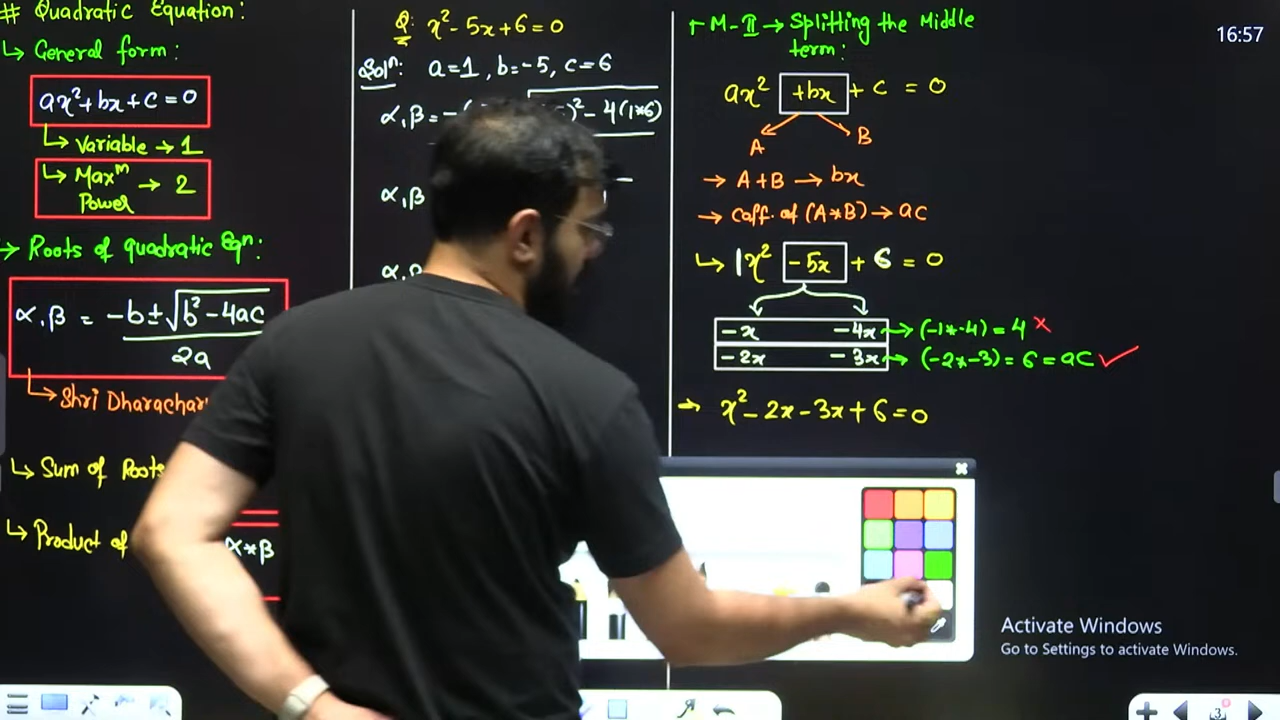 # Quadratic Equation:
↳ General form:
ax²+bx+c=0
↳ Variable → 1
↳ Maxᵐ Power → 2
→ Roots of quadratic Eqⁿ:
α,β = -b±√b²-4ac
2a
↳ Shri Dharachar
↳ Sum of Roots
↳ Product of
α*β
Q: x²-5x+6=0
Solⁿ: a=1, b=-5, c=6
α,β = -( )²-4(1*6)
α,β
α,β
M-II → Splitting the Middle
term:
ax² +bx + c = 0
A B
→ A+B → bx
→ Coff. of (A*B) → ac
↳ 1x² -5x + 6 = 0
-x -4x → (-1*-4) = 4 ×
-2x -3x → (-2*-3) = 6 = ac ✓
→ x²-2x-3x+6=0
16:57
Activate Windows
Go to Settings to activate Windows.
3